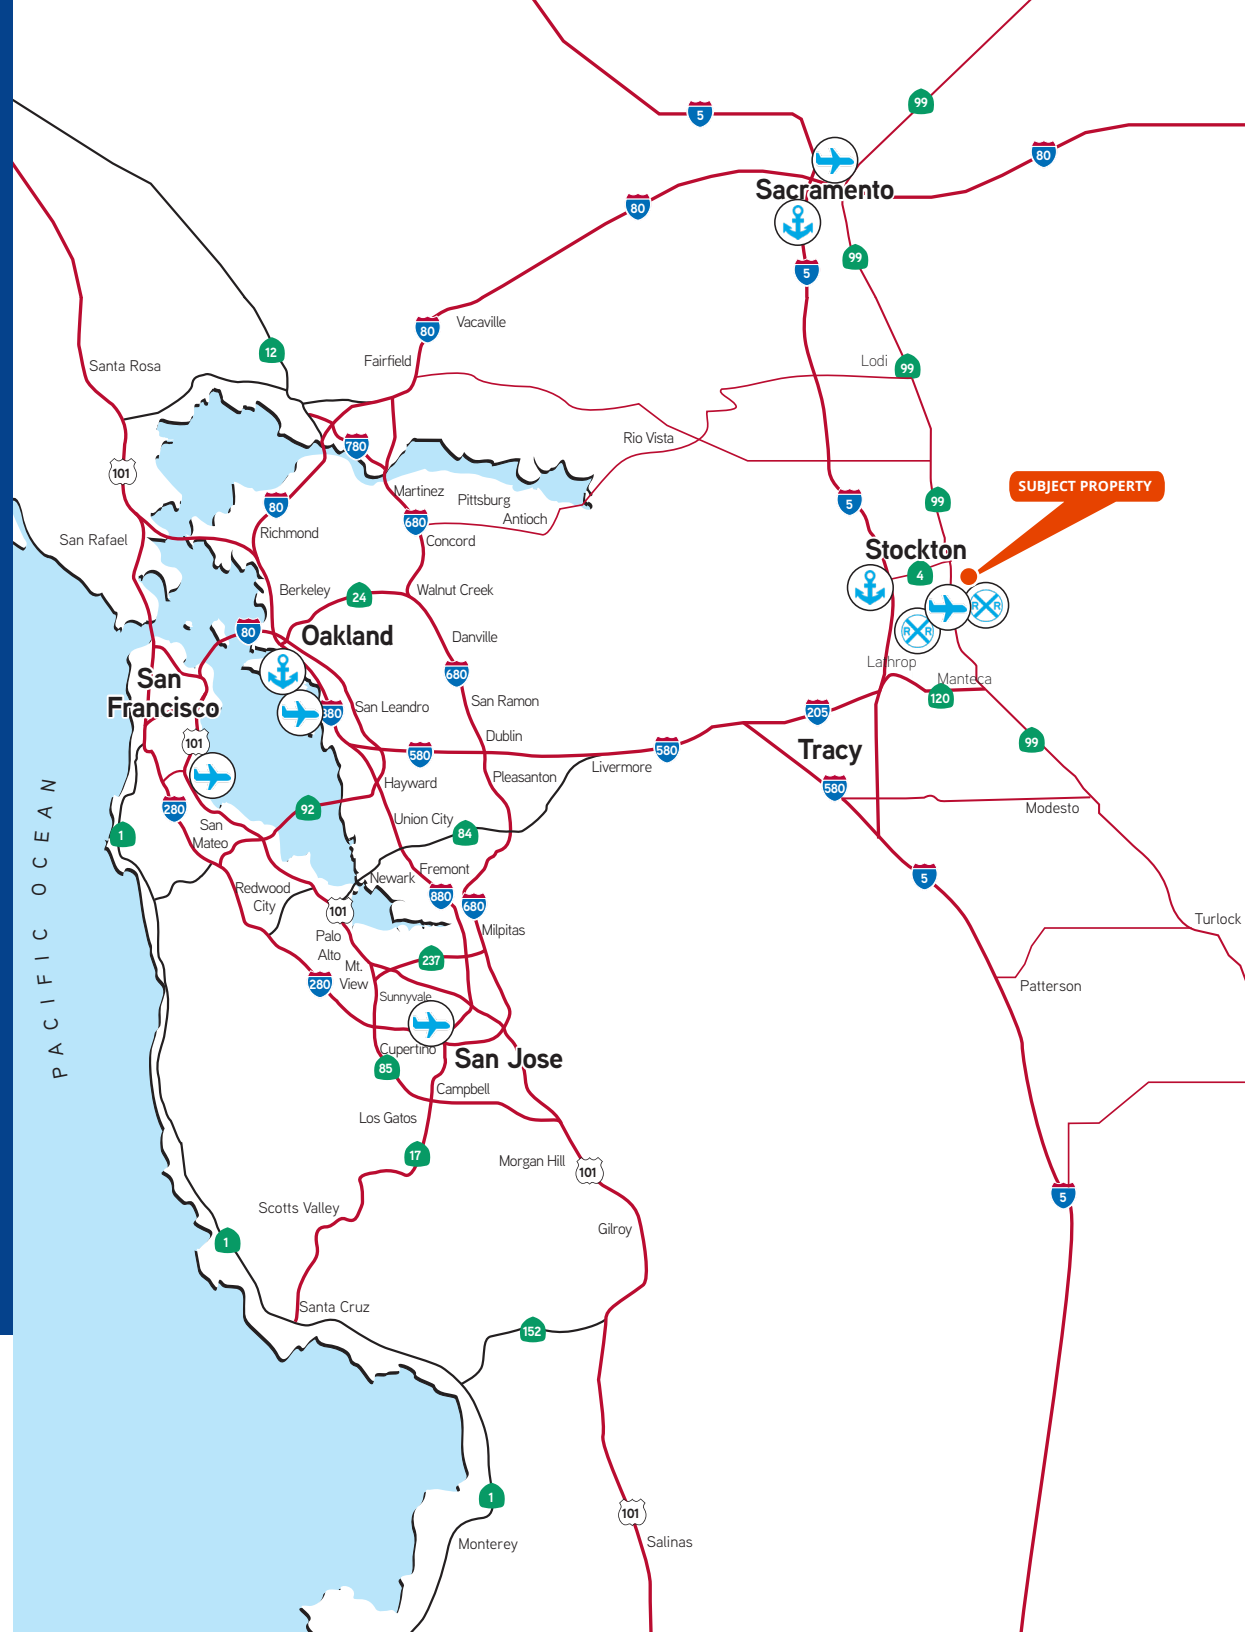 99
5
80
Sacramento
80
99
5
Vacaville
80
12
Fairfield
Santa Rosa
Lodi
99
Rio Vista
780
101
Martinez
Pittsburg
SUBJECT PROPERTY
80
5
99
680
Antioch
Richmond
San Rafael
Concord
Stockton
4
Berkeley
24
Walnut Creek
RR
80
Oakland
Danville
RR
Lathrop
680
San
Francisco
Manteca
120
San Ramon
San Leandro
880
205
Dublin
101
580
580
Tracy
99
Livermore
Pleasanton
Hayward
580
PACIFIC OCEAN
280
92
Modesto
Union City
San
Mateo
1
84
Fremont
Newark
5
Redwood
City
880
680
101
Turlock
Milpitas
Palo
Alto
237
Mt.
View
280
Patterson
Sunnyvale
Cupertino
San Jose
85
Campbell
Los Gatos
17
Morgan Hill
101
5
Scotts Valley
Gilroy
1
Santa Cruz
152
1
101
Monterey
Salinas